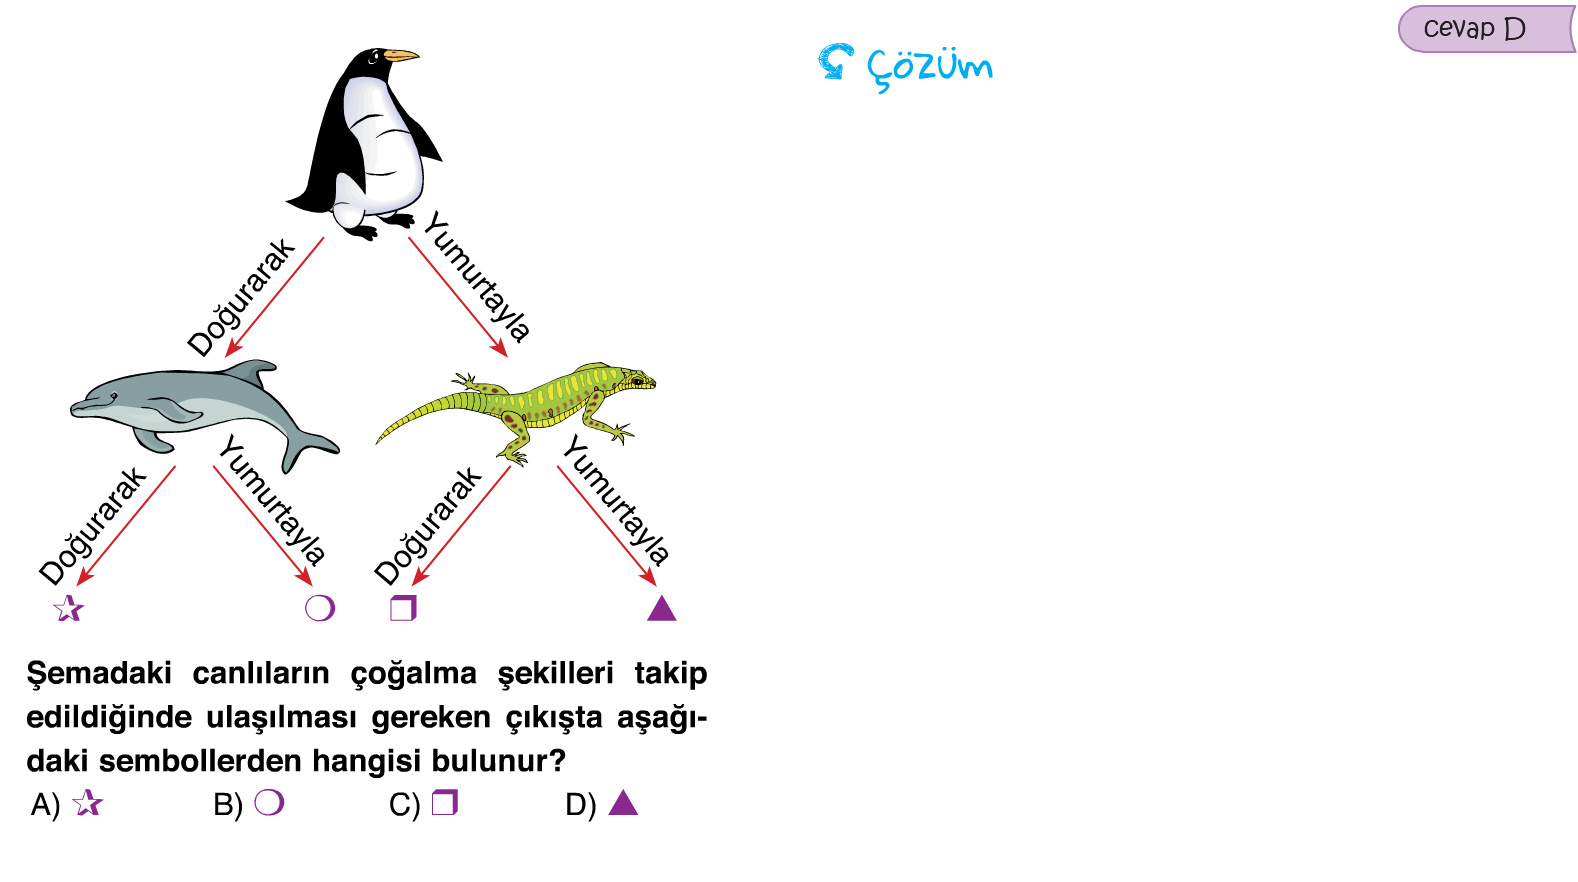 cevap D
Çözüm
Doğurarak
Yumurtayla
Doğurarak
Yumurtayla
Doğurarak
Yumurtayla
Şemadaki canlıların çoğalma şekilleri takip
edildiğinde ulaşılması gereken çıkışta aşağı-
daki sembollerden hangisi bulunur?
A) ✰ B) ❍ C) ❒ D) ▲